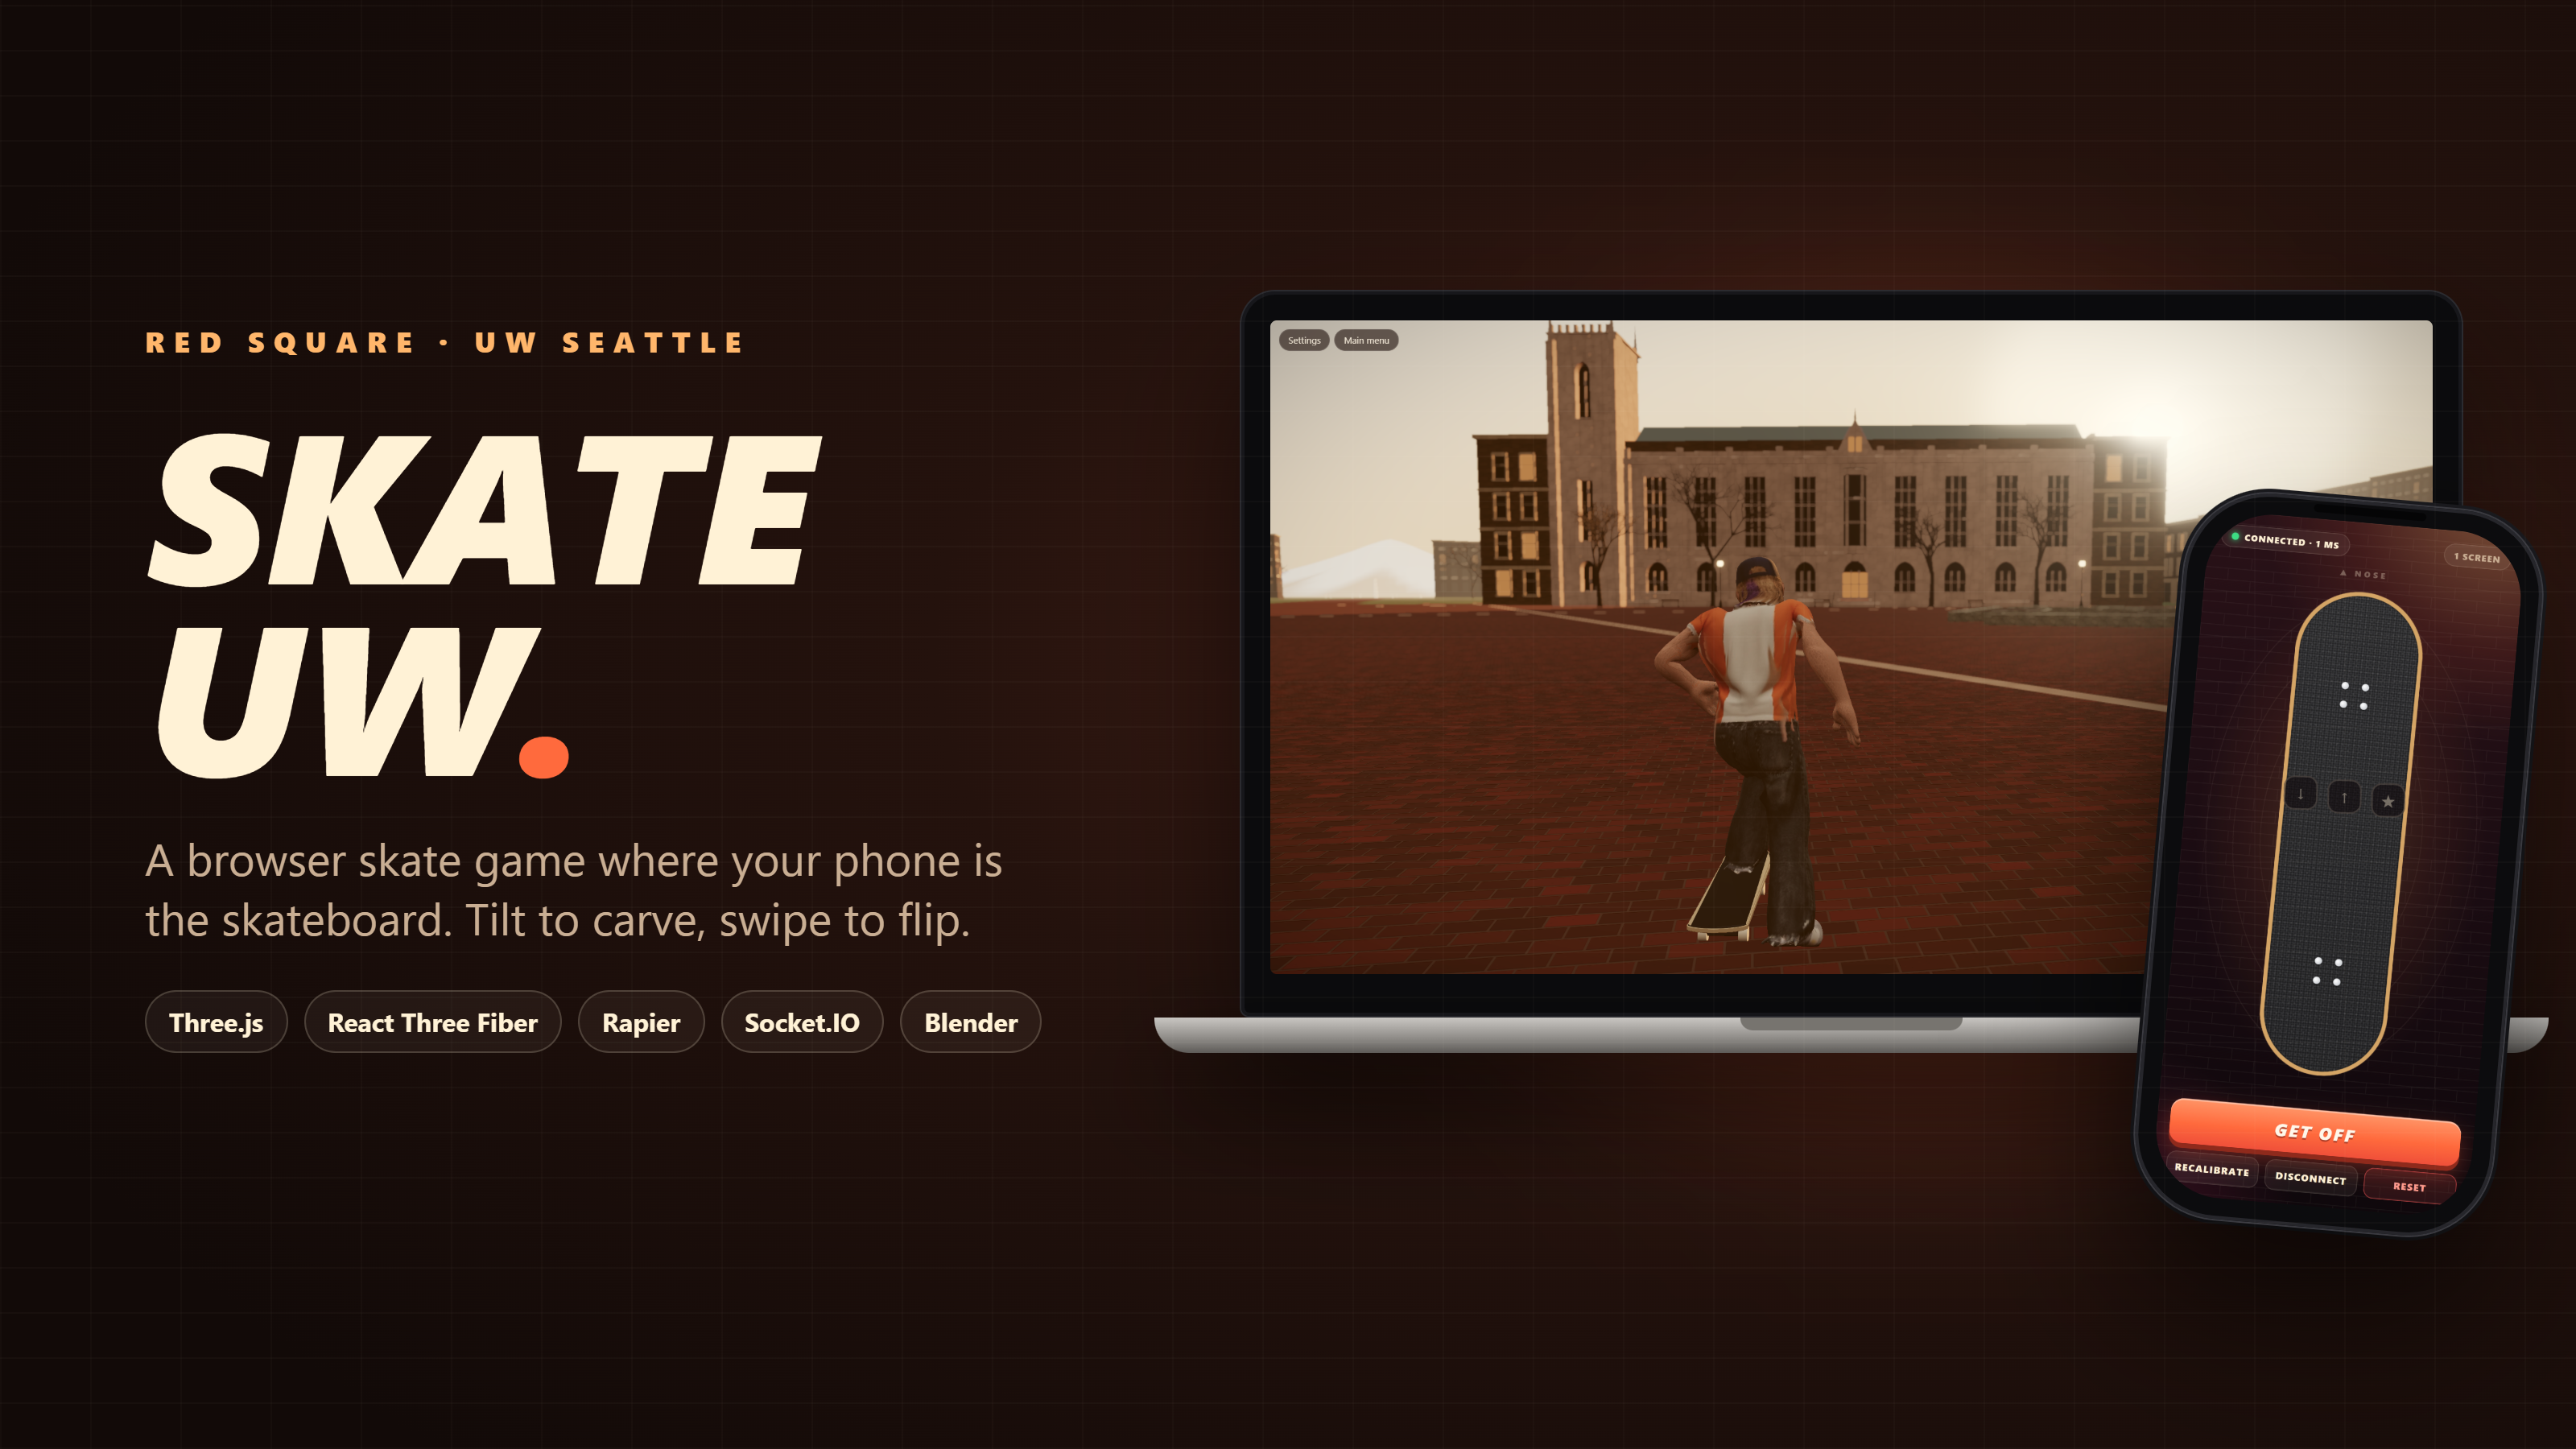 RED SQUARE · UW SEATTLE
SKATE
UW.
A browser skate game where your phone is
the skateboard. Tilt to carve, swipe to flip.
Three.js React Three Fiber Rapier Socket.IO Blender
Settings Main menu
CONNECTED · 1 MS
1 SCREEN
▲ NOSE
↓ ↑ ★
GET OFF
RECALIBRATE DISCONNECT RESET